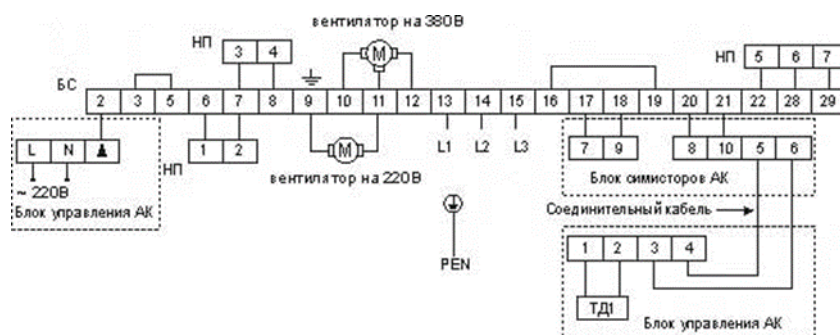 вентилятор на 380В
НП 3 4 М НП 5 6 7
БС 2 3 5 6 7 8 9 10 11 12 13 14 15 16 17 18 19 20 21 22 28 29
L N 1 2 М L1 L2 L3 7 9 8 10 5 6
НП
вентилятор на 220В
Блок симисторов АК
~ 220В
Блок управления АК
Соединительный кабель
PEN
1 2 3 4
ТД1
Блок управления АК